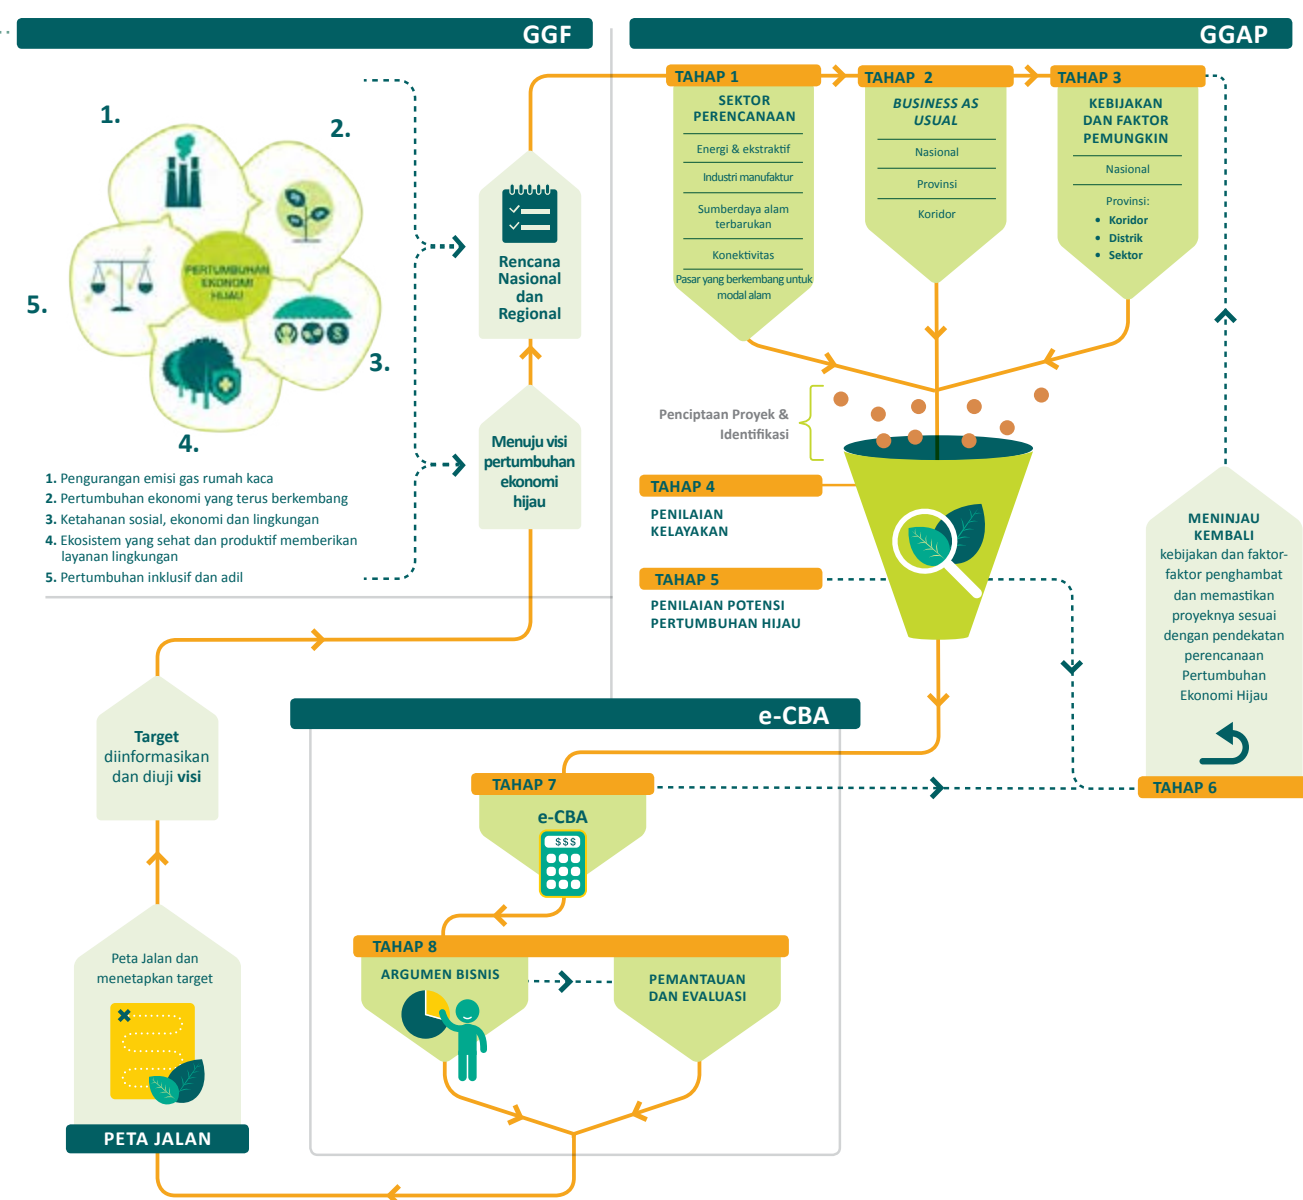 GGF
1.
2.
PERTUMBUHAN
EKONOMI
HIJAU
5.
3.
4.
1. Pengurangan emisi gas rumah kaca
2. Pertumbuhan ekonomi yang terus berkembang
3. Ketahanan sosial, ekonomi dan lingkungan
4. Ekosistem yang sehat dan produktif memberikan
layanan lingkungan
5. Pertumbuhan inklusif dan adil
Rencana
Nasional
dan
Regional
Menuju visi
pertumbuhan
ekonomi
hijau
GGAP
TAHAP 1
SEKTOR
PERENCANAAN
Energi & ekstraktif
Industri manufaktur
Sumberdaya alam
terbarukan
Konektivitas
Pasar yang berkembang untuk
modal alam
TAHAP 2
BUSINESS AS
USUAL
Nasional
Provinsi
Koridor
TAHAP 3
KEBIJAKAN
DAN FAKTOR
PEMUNGKIN
Nasional
Provinsi:
• Koridor
• Distrik
• Sektor
Penciptaan Proyek &
Identifikasi
TAHAP 4
PENILAIAN
KELAYAKAN
TAHAP 5
PENILAIAN POTENSI
PERTUMBUHAN HIJAU
MENINJAU
KEMBALI
kebijakan dan faktor-
faktor penghambat
dan memastikan
proyeknya sesuai
dengan pendekatan
perencanaan
Pertumbuhan
Ekonomi Hijau
TAHAP 6
e-CBA
TAHAP 7
e-CBA
$$$
TAHAP 8
ARGUMEN BISNIS
PEMANTAUAN
DAN EVALUASI
Target
diinformasikan
dan diuji visi
Peta Jalan dan
menetapkan target
PETA JALAN